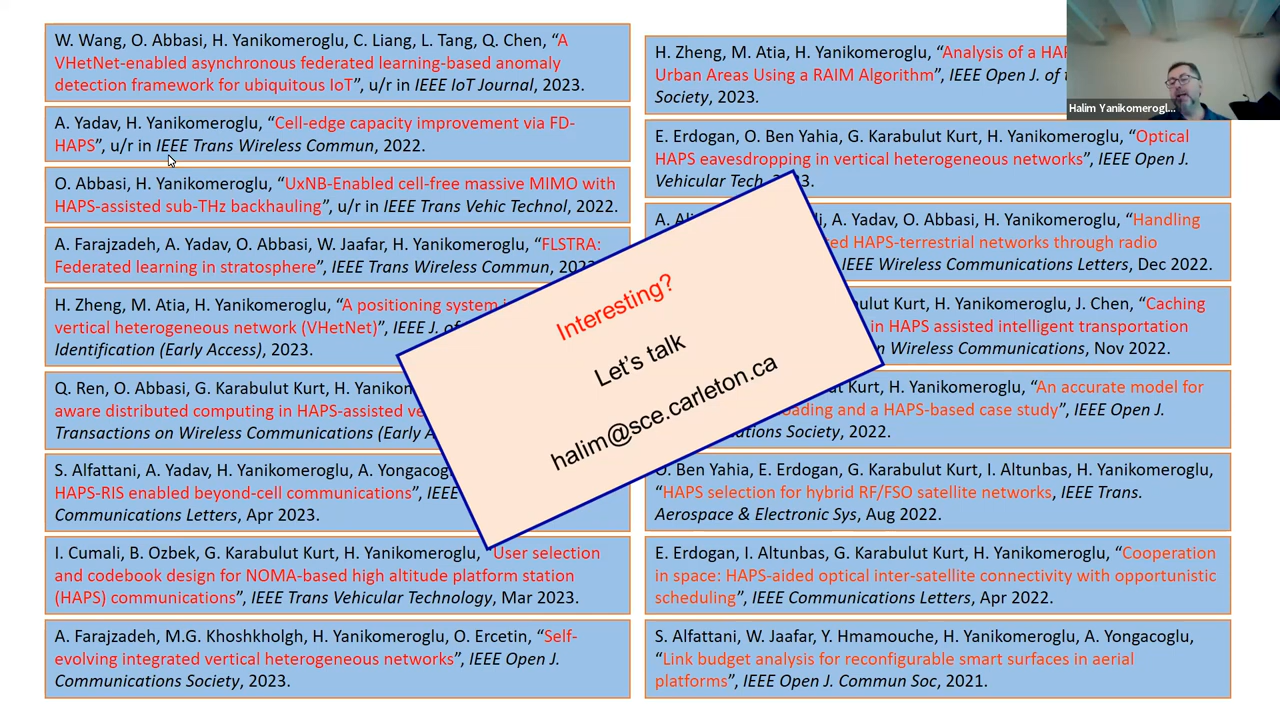 W. Wang, O. Abbasi, H. Yanikomeroglu, C. Liang, L. Tang, Q. Chen, “A
VHetNet-enabled asynchronous federated learning-based anomaly
detection framework for ubiquitous IoT”, u/r in IEEE IoT Journal, 2023.
A. Yadav, H. Yanikomeroglu, “Cell-edge capacity improvement via FD-
HAPS”, u/r in IEEE Trans Wireless Commun, 2022.
O. Abbasi, H. Yanikomeroglu, “UxNB-Enabled cell-free massive MIMO with
HAPS-assisted sub-THz backhauling”, u/r in IEEE Trans Vehic Technol, 2022.
A. Farajzadeh, A. Yadav, O. Abbasi, W. Jaafar, H. Yanikomeroglu, “FLSTRA:
Federated learning in stratosphere”, IEEE Trans Wireless Commun,
H. Zheng, M. Atia, H. Yanikomeroglu, “A positioning system
vertical heterogeneous network (VHetNet)”, IEEE J. of
Identification (Early Access), 2023.
Q. Ren, O. Abbasi, G. Karabulut Kurt, H.
aware distributed computing in HAPS-assisted
Transactions on Wireless Communications (Early
S. Alfattani, A. Yadav, H. Yanikomeroglu, A.
HAPS-RIS enabled beyond-cell communications”, IEEE
Communications Letters, Apr 2023.
I. Cumali, B. Ozbek, G. Karabulut Kurt, H. Yanikomeroglu, “User selection
and codebook design for NOMA-based high altitude platform station
(HAPS) communications”, IEEE Trans Vehicular Technology, Mar 2023.
A. Farajzadeh, M.G. Khoshkholgh, H. Yanikomeroglu, O. Ercetin, “Self-
evolving integrated vertical heterogeneous networks”, IEEE Open J.
Communications Society, 2023.
H. Zheng, M. Atia, H. Yanikomeroglu, “Analysis of a
Urban Areas Using a RAIM Algorithm”, IEEE Open J. of
Society, 2023.
E. Erdogan, O. Ben Yahia, G. Karabulut Kurt, H. Yanikomeroglu, “Optical
HAPS eavesdropping in vertical heterogeneous networks”, IEEE Open J.
Vehicular Tech,
A. A. Yadav, O. Abbasi, H. Yanikomeroglu, “Handling
HAPS-terrestrial networks through radio
IEEE Wireless Communications Letters, Dec 2022.
Kurt, H. Yanikomeroglu, J. Chen, “Caching
in HAPS assisted intelligent transportation
Wireless Communications, Nov 2022.
Kurt, H. Yanikomeroglu, “An accurate model for
and a HAPS-based case study”, IEEE Open J.
Society, 2022.
O. Ben Yahia, E. Erdogan, G. Karabulut Kurt, I. Altunbas, H. Yanikomeroglu,
“HAPS selection for hybrid RF/FSO satellite networks, IEEE Trans.
Aerospace & Electronic Sys, Aug 2022.
E. Erdogan, I. Altunbas, G. Karabulut Kurt, H. Yanikomeroglu, “Cooperation
in space: HAPS-aided optical inter-satellite connectivity with opportunistic
scheduling”, IEEE Communications Letters, Apr 2022.
S. Alfattani, W. Jaafar, Y. Hmamouche, H. Yanikomeroglu, A. Yongacoglu,
“Link budget analysis for reconfigurable smart surfaces in aerial
platforms”, IEEE Open J. Commun Soc, 2021.
Interesting?
Let’s talk
halim@sce.carleton.ca
Halim Yanikomerogl...